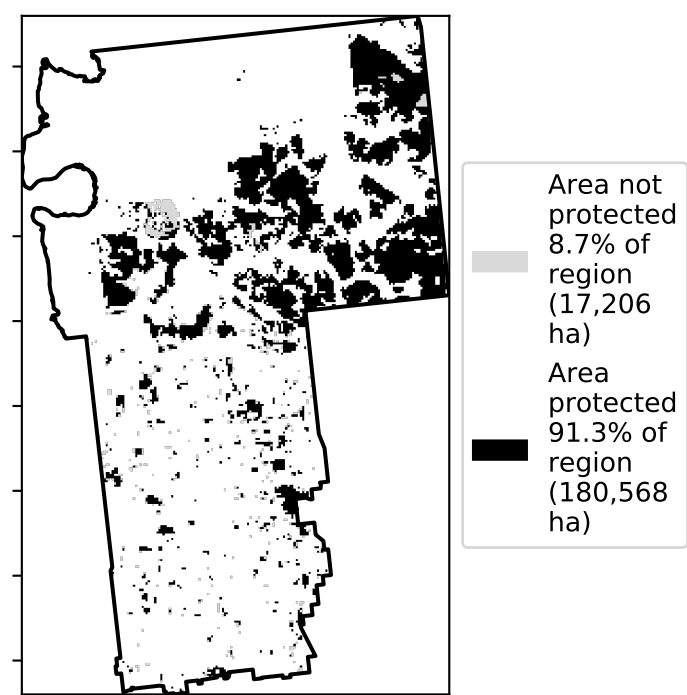 Area not
protected
8.7% of
region
(17,206
ha)
Area
protected
91.3% of
region
(180,568
ha)